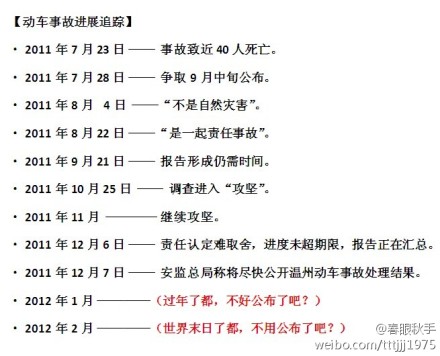 【动车事故进展追踪】
· 2011 年 7 月 23 日 —— 事故致近 40 人死亡。
· 2011 年 7 月 28 日 —— 争取 9 月中旬公布。
· 2011 年 8 月 4 日 —— “不是自然灾害”。
· 2011 年 8 月 22 日 —— “是一起责任事故”。
· 2011 年 9 月 21 日 —— 报告形成仍需时间。
· 2011 年 10 月 25 日 —— 调查进入“攻坚”。
· 2011 年 11 月 ———— 继续攻坚。
· 2011 年 12 月 6 日 —— 责任认定难取舍，进度未超期限，报告正在汇总。
· 2011 年 12 月 7 日 —— 安监总局称将尽快公开温州动车事故处理结果。
· 2012 年 1 月 ————（过年了都，不好公布了吧？）
· 2012 年 2 月 ————（世界末日了都，不用公布了吧？）
@春眼秋手
weibo.com/tttjjj1975